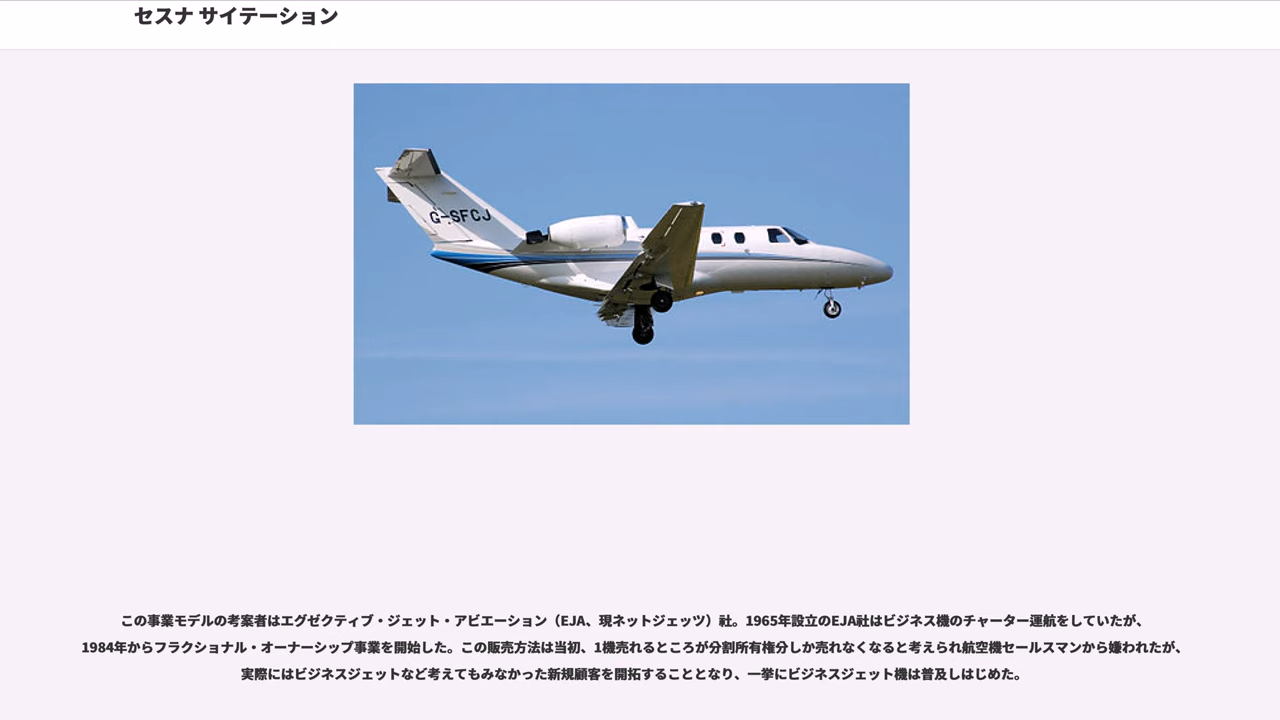 セスナ サイテーション
G-SFCJ
この事業モデルの考案者はエグゼクティブ・ジェット・アビエーション（EJA、現ネットジェッツ）社。1965年設立のEJA社はビジネス機のチャーター運航をしていたが、
1984年からフラクショナル・オーナーシップ事業を開始した。この販売方法は当初、1機売れるところが分割所有権分しか売れなくなると考えられ航空機セールスマンから嫌われたが、
実際にはビジネスジェットなど考えてもみなかった新規顧客を開拓することとなり、一挙にビジネスジェット機は普及しはじめた。